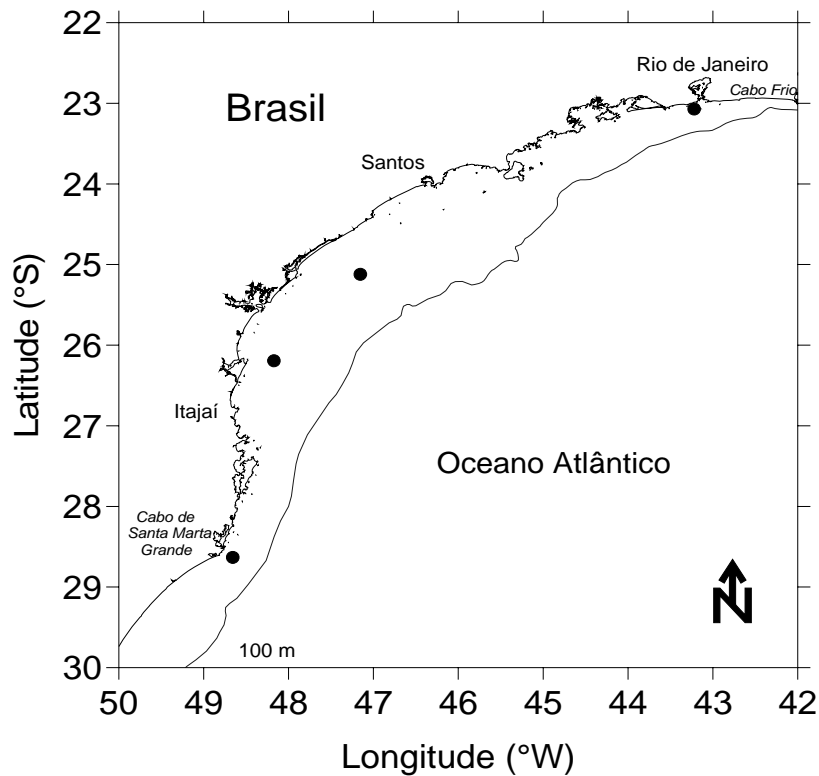 22
Rio de Janeiro
Cabo Frio
Brasil
23
Santos
24
25
26
Itajaí
27
Oceano Atlântico
28
Cabo de
Santa Marta
Grande
29
N
100 m
30
50 49 48 47 46 45 44 43 42
Latitude (°S)
Longitude (°W)